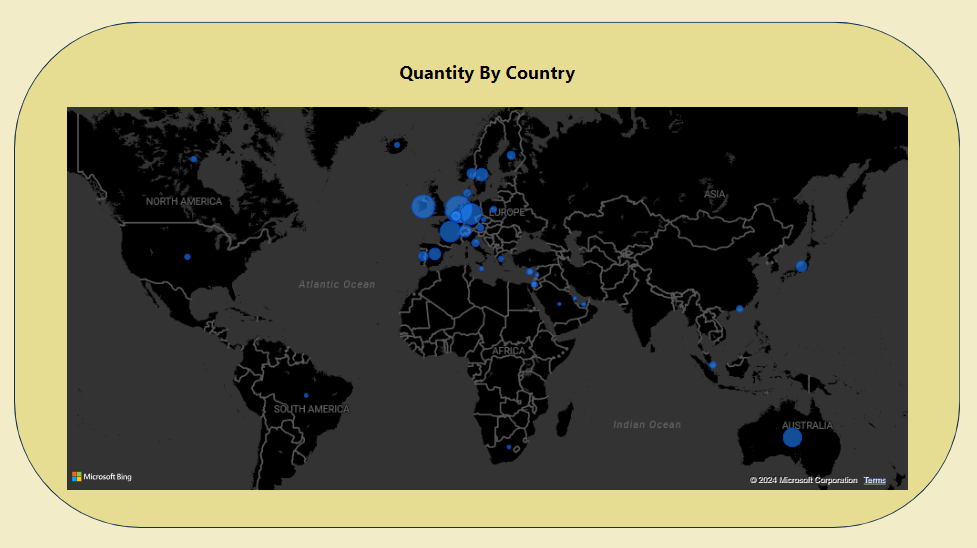 Quantity By Country
NORTH AMERICA
ASIA
EUROPE
Atlantic Ocean
AFRICA
SOUTH AMERICA
Indian Ocean
AUSTRALIA
Microsoft Bing
© 2024 Microsoft Corporation Terms